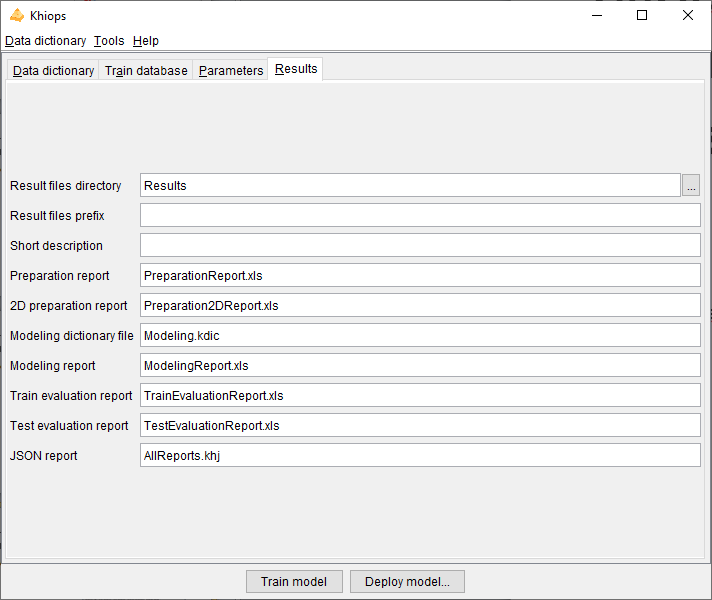 Khiops
Data dictionary Tools Help
Data dictionary Train database Parameters Results
Result files directory Results ...
Result files prefix
Short description
Preparation report PreparationReport.xls
2D preparation report Preparation2DReport.xls
Modeling dictionary file Modeling.kdic
Modeling report ModelingReport.xls
Train evaluation report TrainEvaluationReport.xls
Test evaluation report TestEvaluationReport.xls
JSON report AllReports.khj
Train model Deploy model...